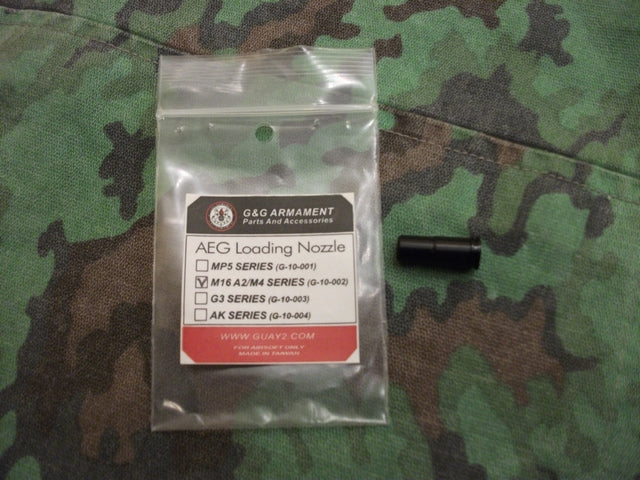 G&G ARMAMENT
Parts And Accessories
AEG Loading Nozzle
MP5 SERIES (G-10-001)
M16 A2/M4 SERIES (G-10-002)
G3 SERIES (G-10-003)
AK SERIES (G-10-004)
WWW.GUAY2.COM
FOR AIRSOFT ONLY
MADE IN TAIWAN